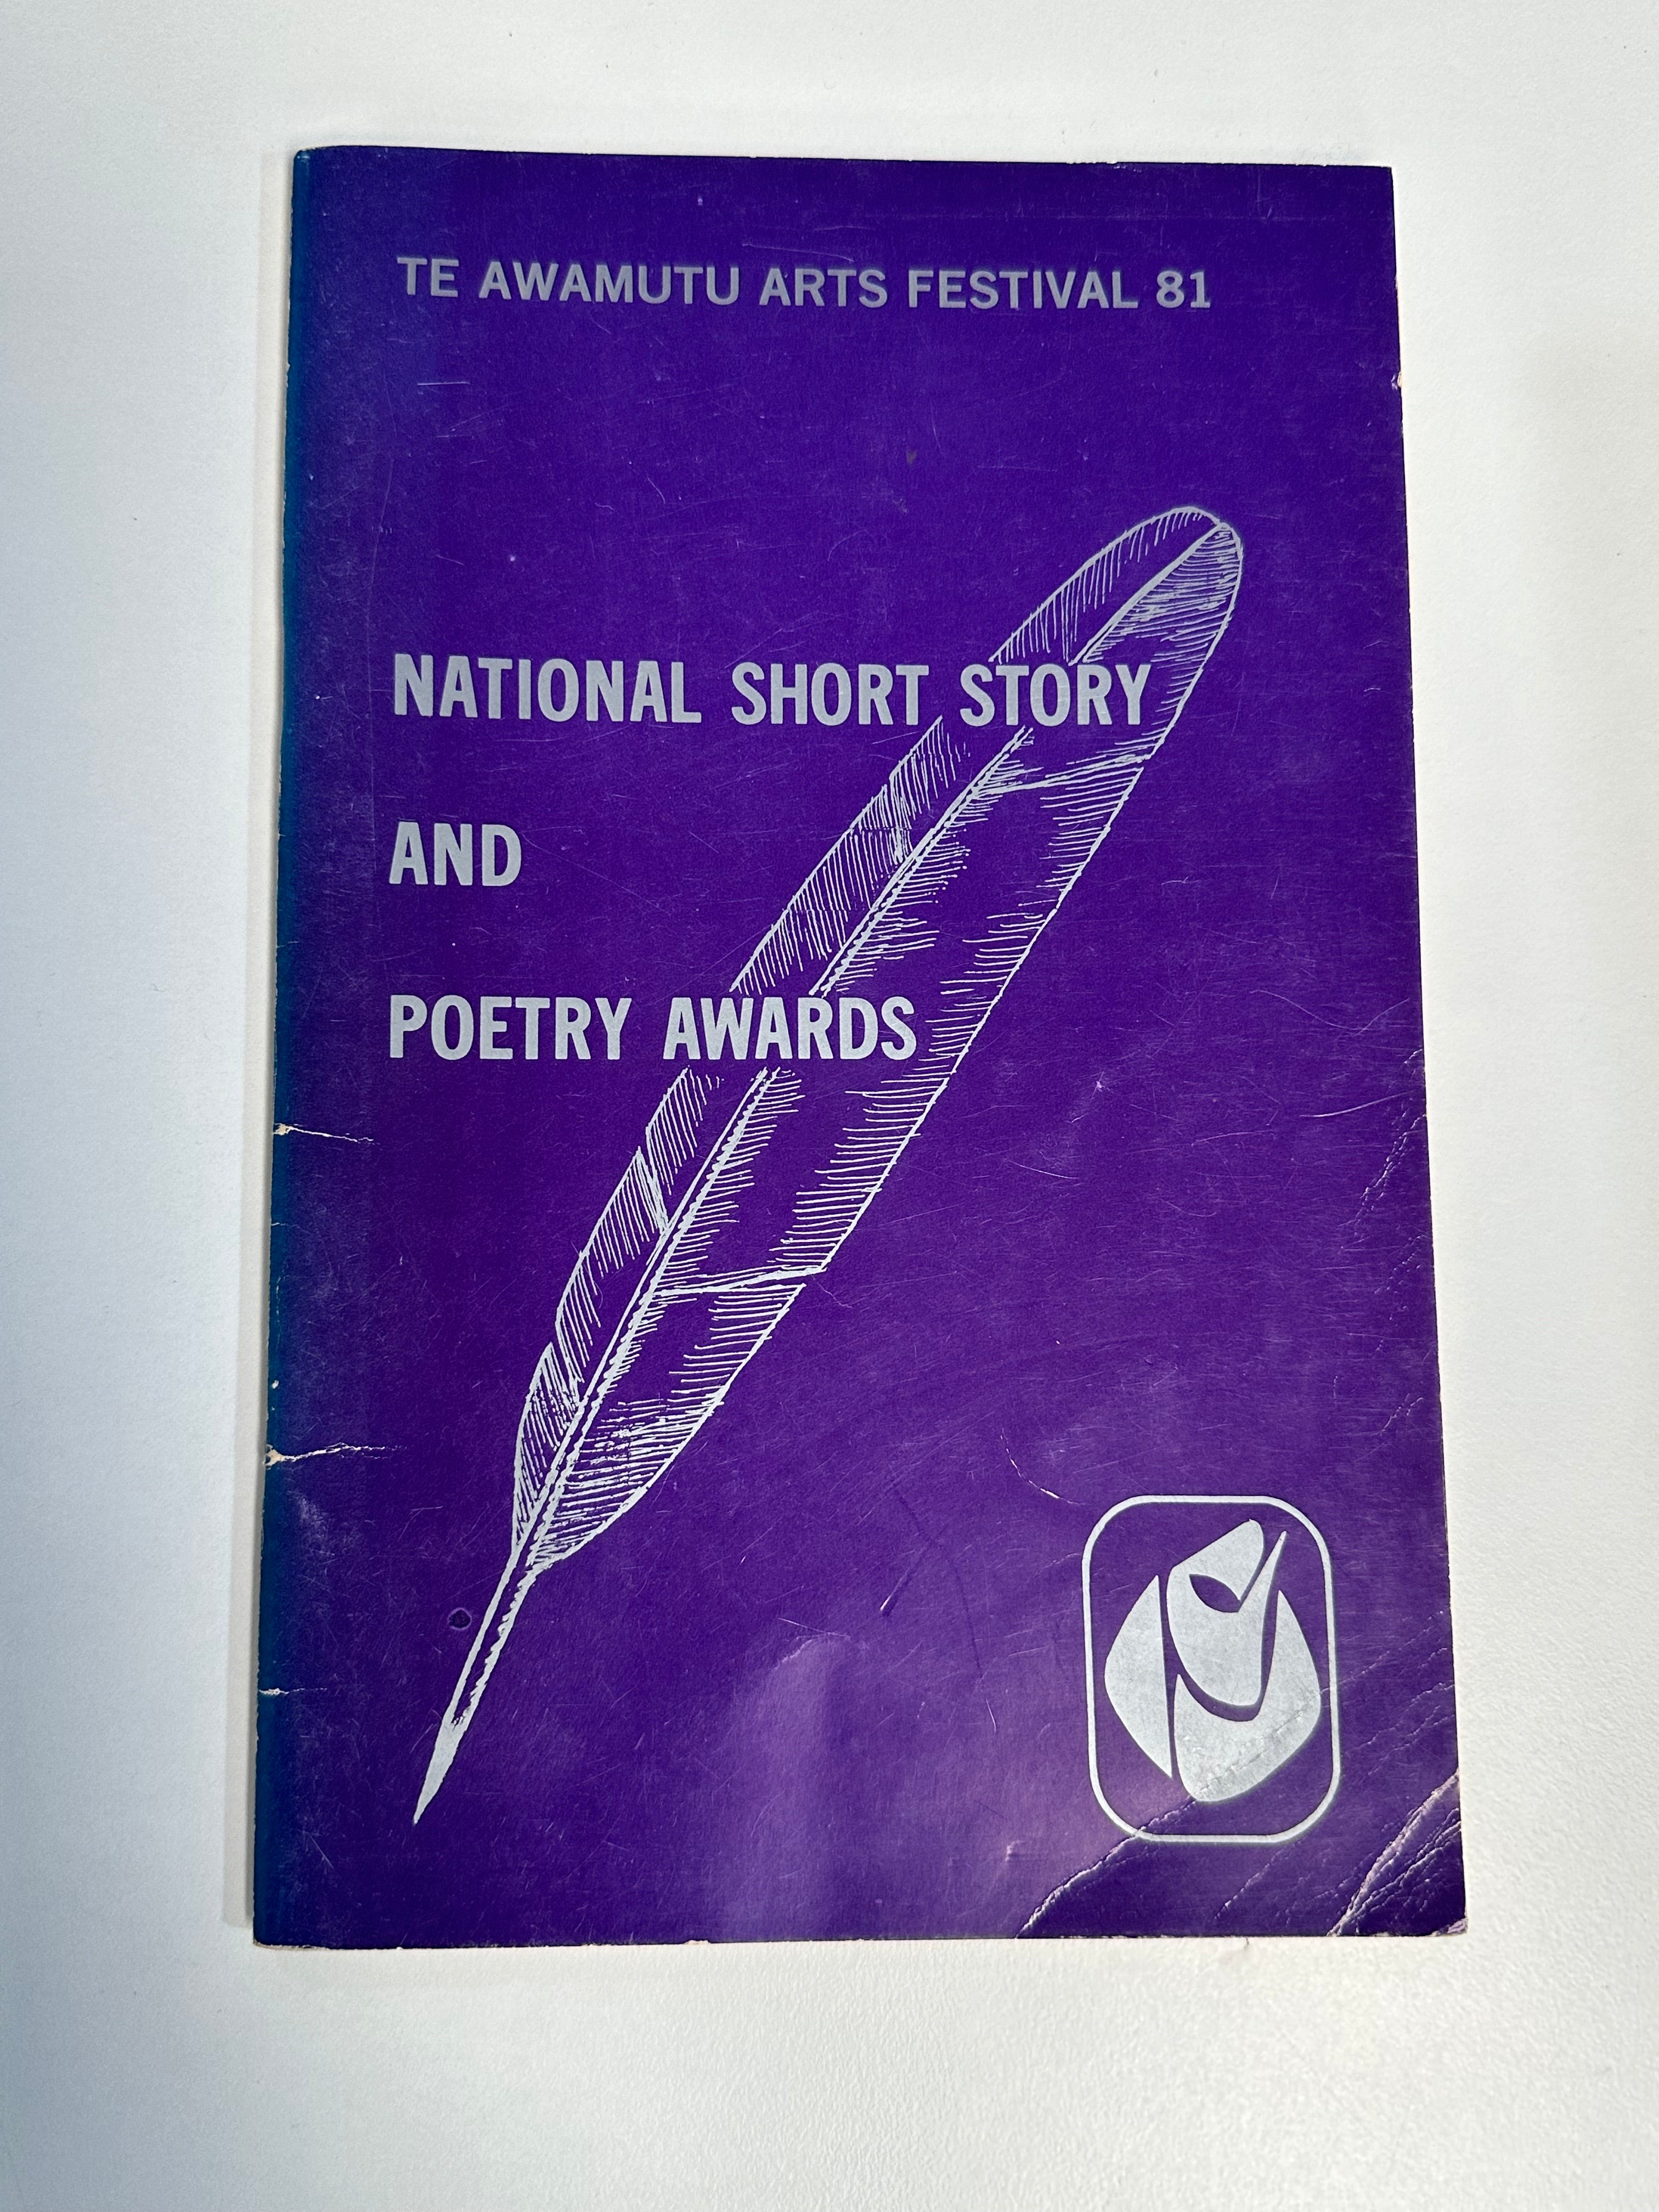 TE AWAMUTU ARTS FESTIVAL 81
NATIONAL SHORT STORY
AND
POETRY AWARDS